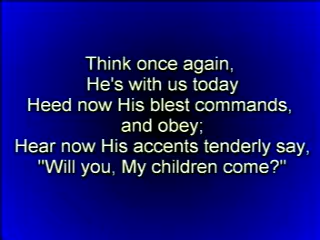 Think once again,
He's with us today
Heed now His blest commands,
and obey;
Hear now His accents tenderly say,
"Will you, My children come?"